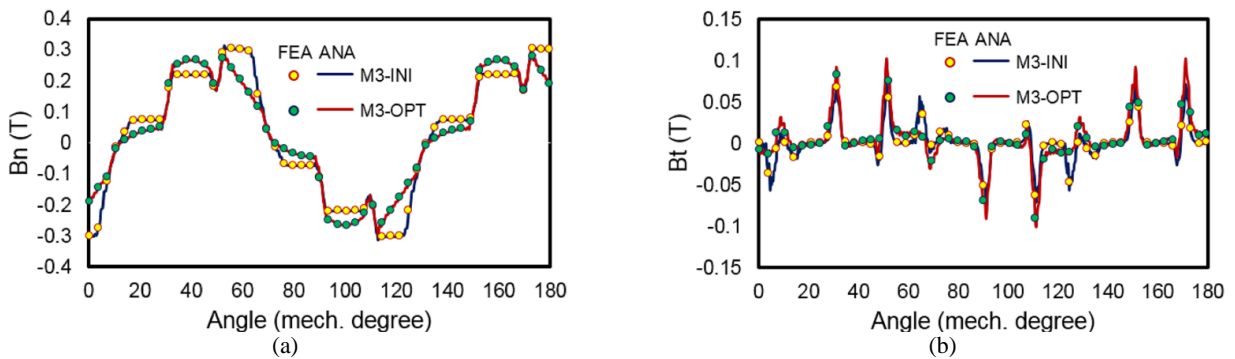 0.4
0.3
0.2
0.1
0
-0.1
-0.2
-0.3
-0.4
Bn (T)
FEA ANA
M3-INI
M3-OPT
0 20 40 60 80 100 120 140 160 180
Angle (mech. degree)
(a)
0.15
0.1
0.05
0
-0.05
-0.1
-0.15
Bt (T)
FEA ANA
M3-INI
M3-OPT
0 20 40 60 80 100 120 140 160 180
Angle (mech. degree)
(b)